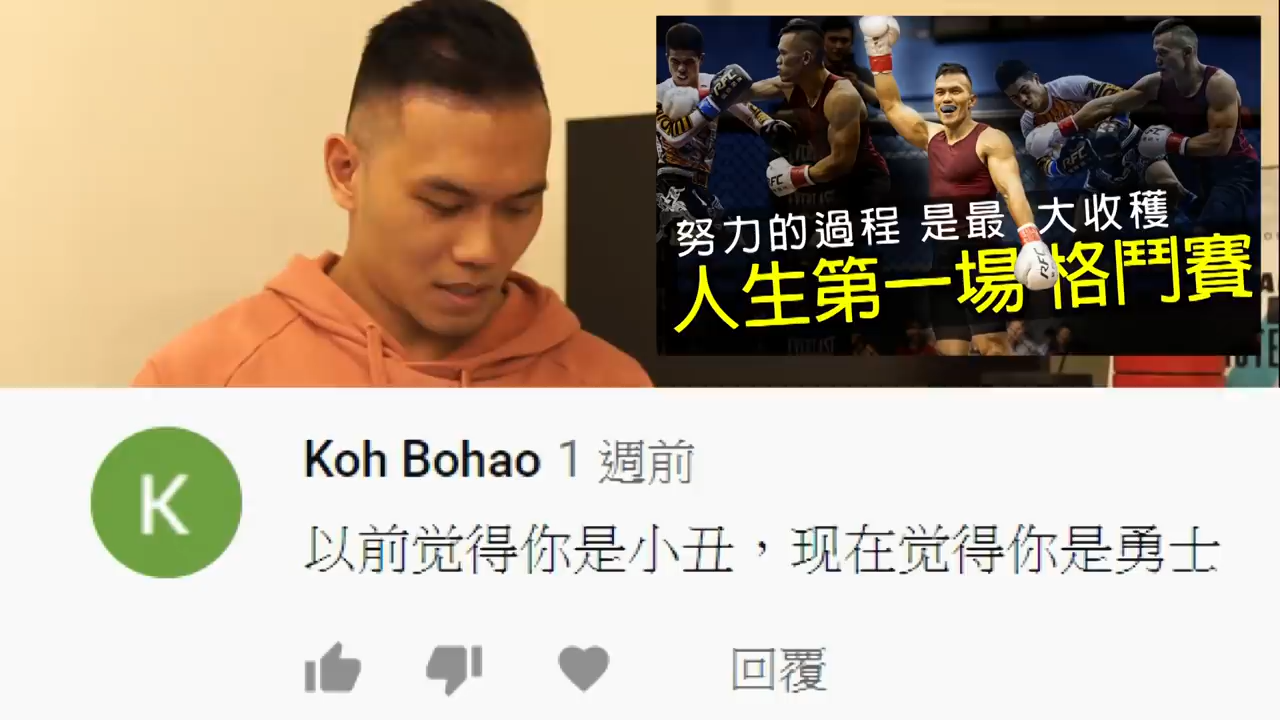 努力的過程 是最 大收穫
人生第一場 格鬥賽
RFC
RFC
Koh Bohao 1 週前
以前觉得你是小丑，现在觉得你是勇士
K
回覆